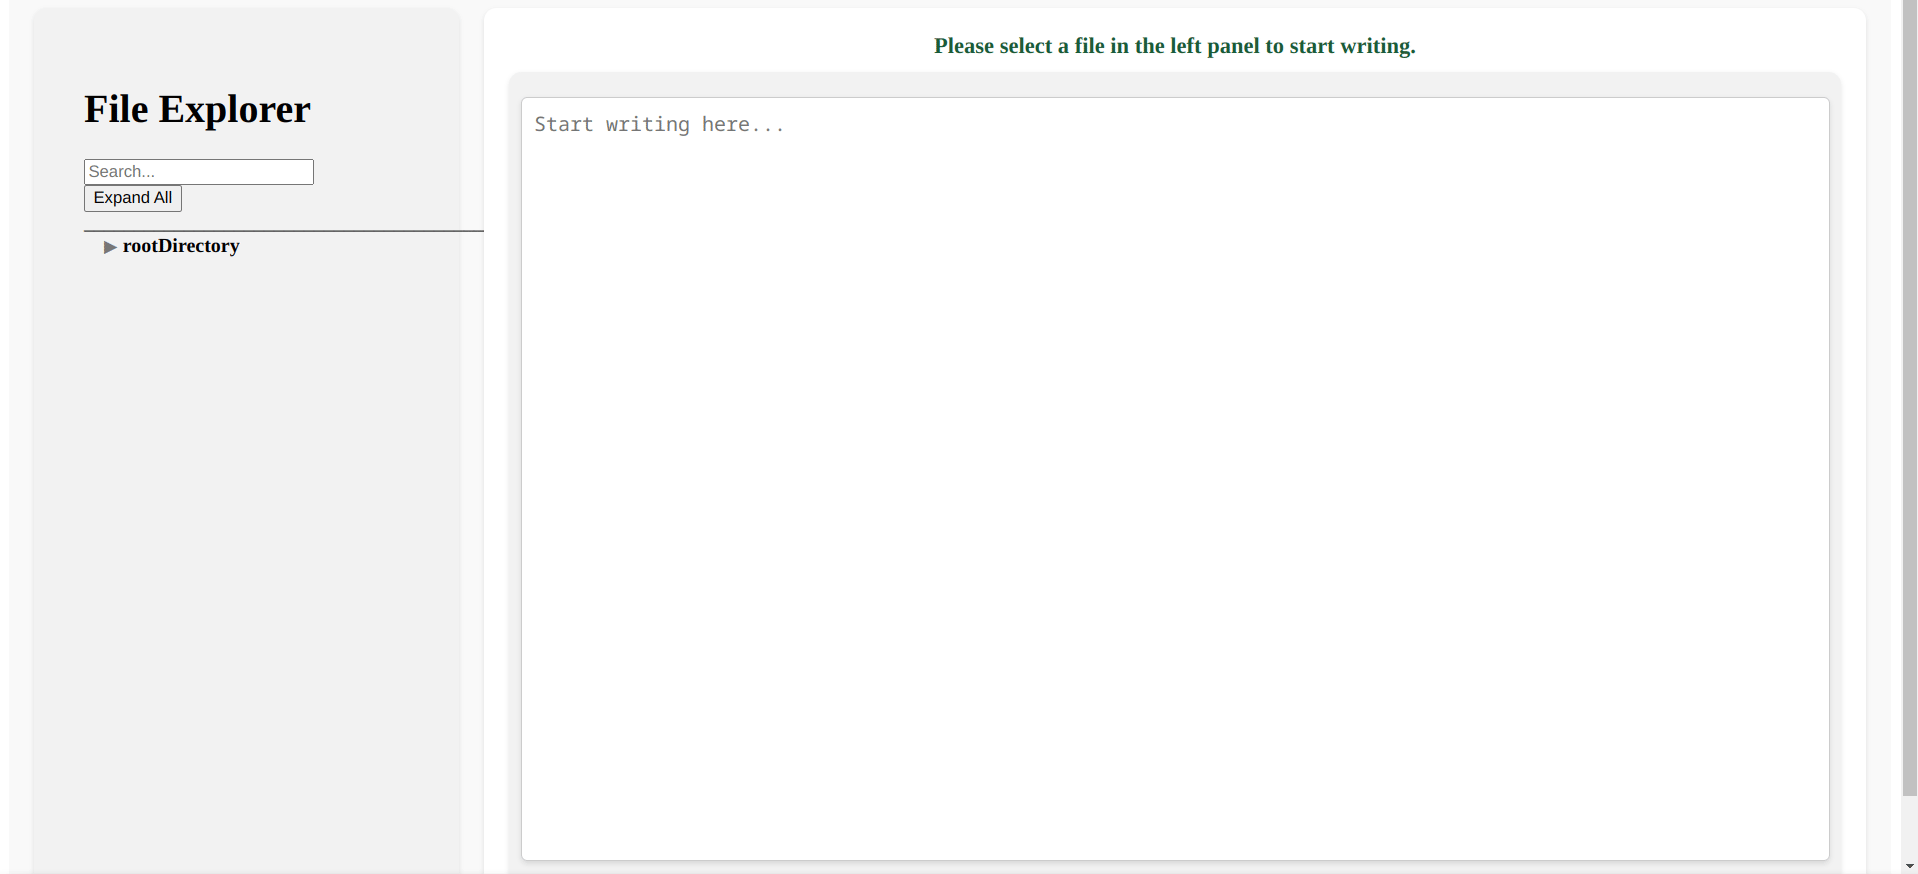 Please select a file in the left panel to start writing.
File Explorer
Search...
Expand All
▶ rootDirectory
Start writing here...